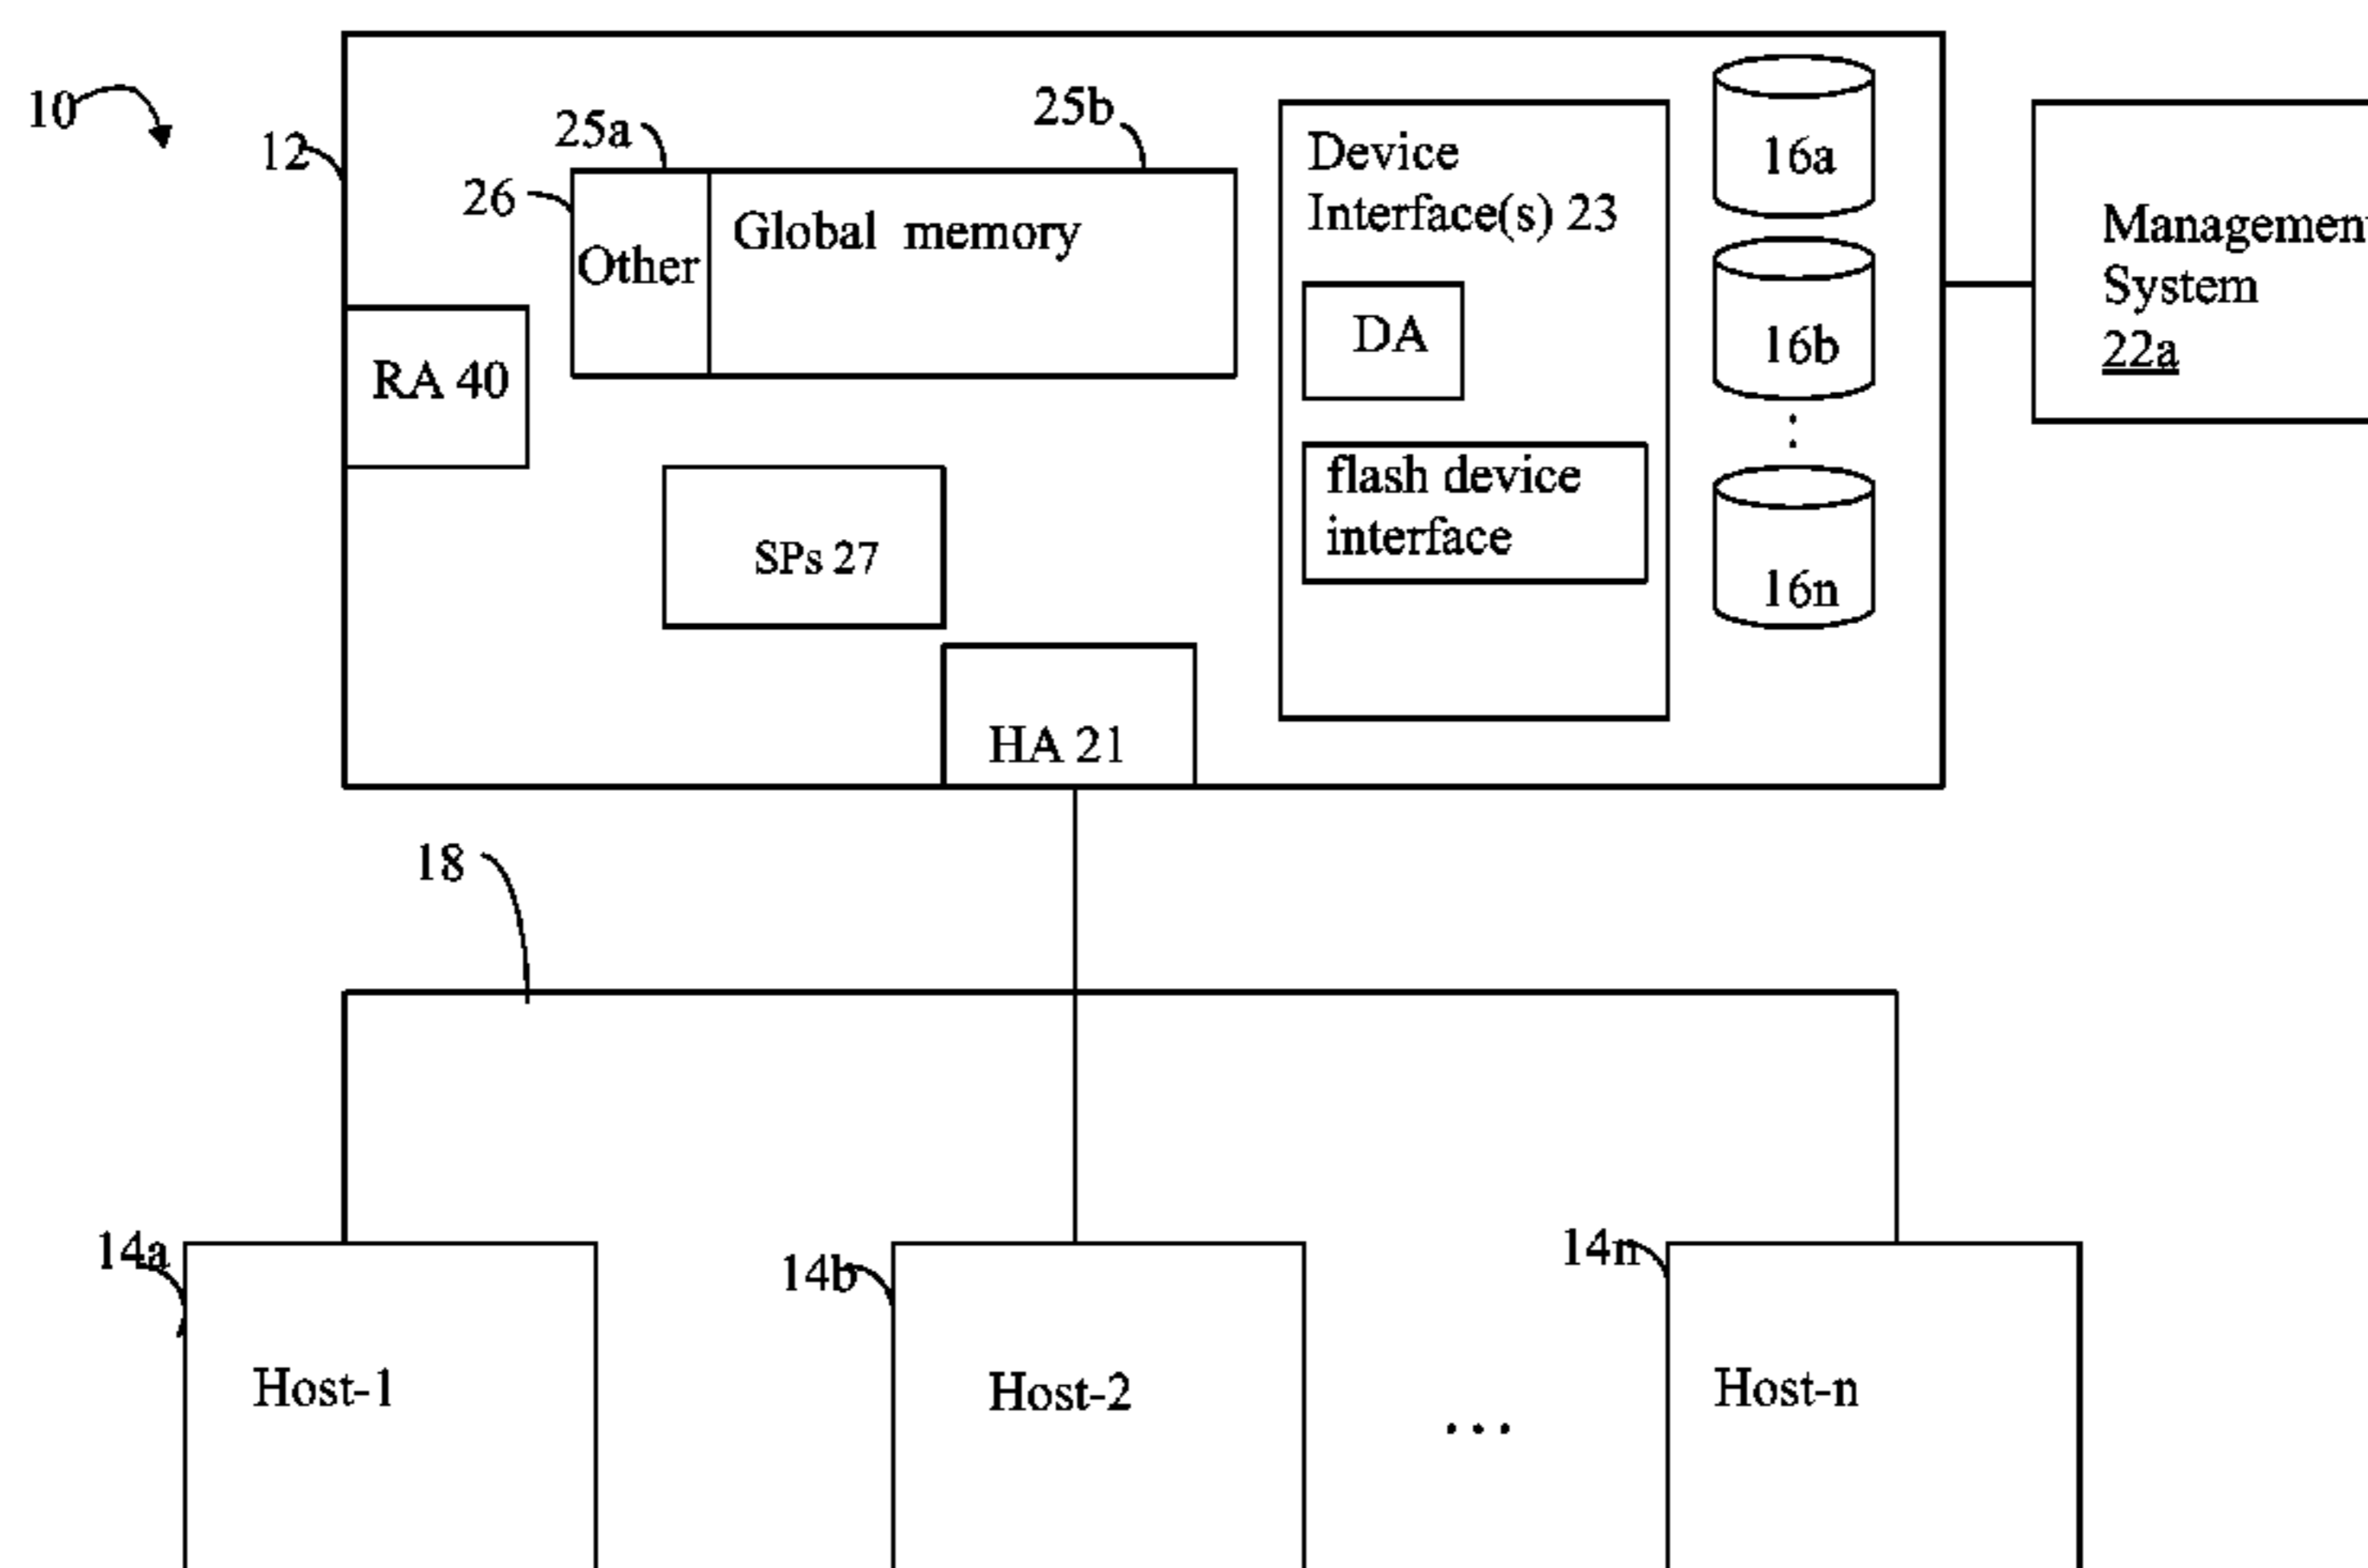 10
12
25a
25b
26
Other
Global memory
Device
Interface(s) 23
DA
flash device
interface
16a
16b
16n
Managemen
System
22a
RA 40
SPs 27
HA 21
18
14a
14b
14n
Host-1
Host-2
...
Host-n